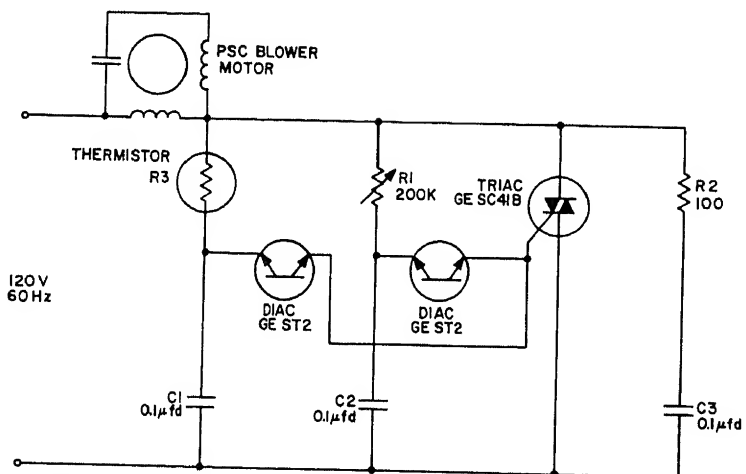 PSC BLOWER
MOTOR
THERMISTOR
R3
R1
200K
TRIAC
GE SC41B
R2
100
120V
60Hz
DIAC
GE ST2
DIAC
GE ST2
C1
0.1µfd
C2
0.1µfd
C3
0.1µfd